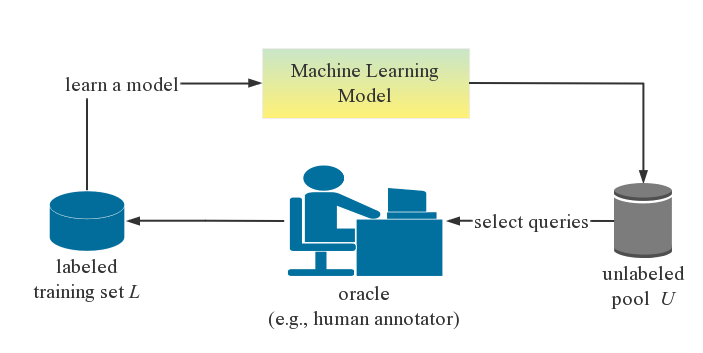 Machine Learning
Model
learn a model
select queries
labeled
training set L
oracle
(e.g., human annotator)
unlabeled
pool U